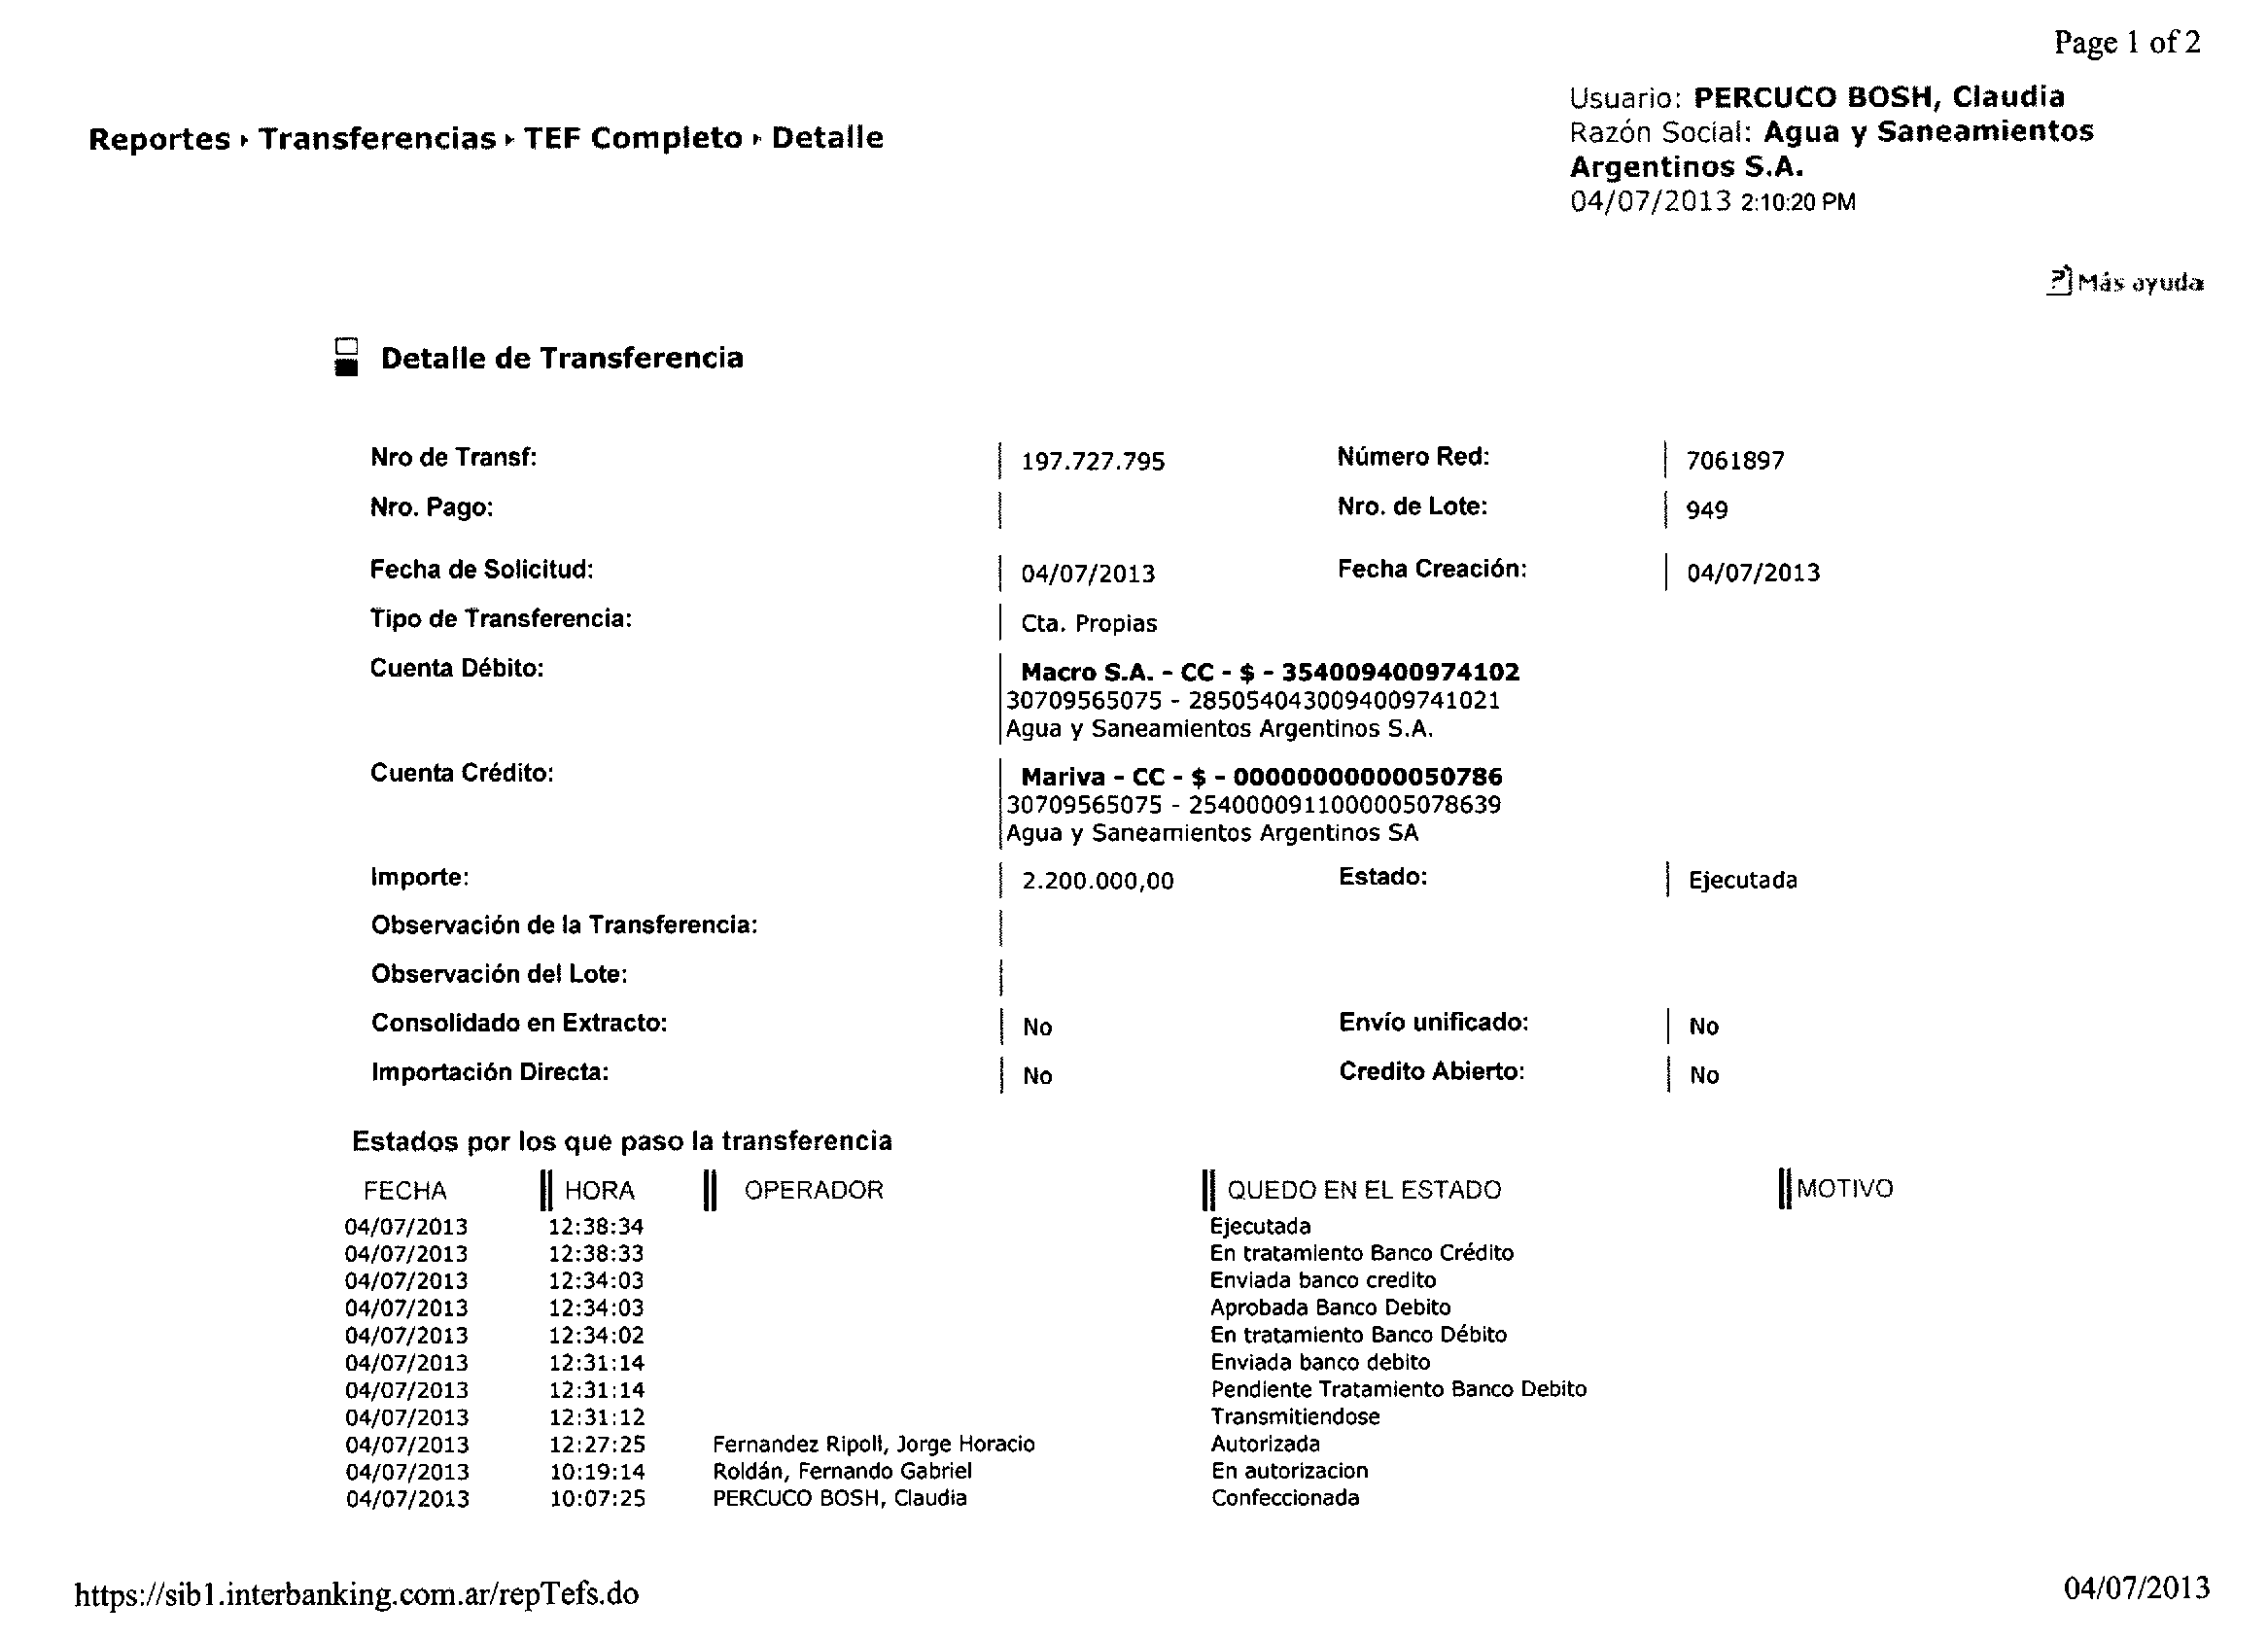 Page 1 of 2
Usuario: PERCUCO BOSH, Claudia
Razón Social: Agua y Saneamientos
Argentinos S.A.
04/07/2013 2:10:20 PM
Reportes ▸ Transferencias ▸ TEF Completo ▸ Detalle
Más ayuda
Detalle de Transferencia
Nro de Transf: 197.727.795 Número Red: 7061897
Nro. Pago: Nro. de Lote: 949
Fecha de Solicitud: 04/07/2013 Fecha Creación: 04/07/2013
Tipo de Transferencia: Cta. Propias
Cuenta Débito: Macro S.A. - CC - $ - 354009400974102
30709565075 - 2850540430094009741021
Agua y Saneamientos Argentinos S.A.
Cuenta Crédito: Mariva - CC - $ - 00000000000050786
30709565075 - 2540000911000005078639
Agua y Saneamientos Argentinos SA
Importe: 2.200.000,00 Estado: Ejecutada
Observación de la Transferencia:
Observación del Lote:
Consolidado en Extracto: No Envío unificado: No
Importación Directa: No Credito Abierto: No
Estados por los que paso la transferencia
FECHA HORA OPERADOR QUEDO EN EL ESTADO MOTIVO
04/07/2013 12:38:34 Ejecutada
04/07/2013 12:38:33 En tratamiento Banco Crédito
04/07/2013 12:34:03 Enviada banco credito
04/07/2013 12:34:03 Aprobada Banco Debito
04/07/2013 12:34:02 En tratamiento Banco Débito
04/07/2013 12:31:14 Enviada banco debito
04/07/2013 12:31:14 Pendiente Tratamiento Banco Debito
04/07/2013 12:31:12 Transmitiendose
04/07/2013 12:27:25 Fernandez Ripoll, Jorge Horacio Autorizada
04/07/2013 10:19:14 Roldán, Fernando Gabriel En autorizacion
04/07/2013 10:07:25 PERCUCO BOSH, Claudia Confeccionada
https://sib1.interbanking.com.ar/repTefs.do 04/07/2013